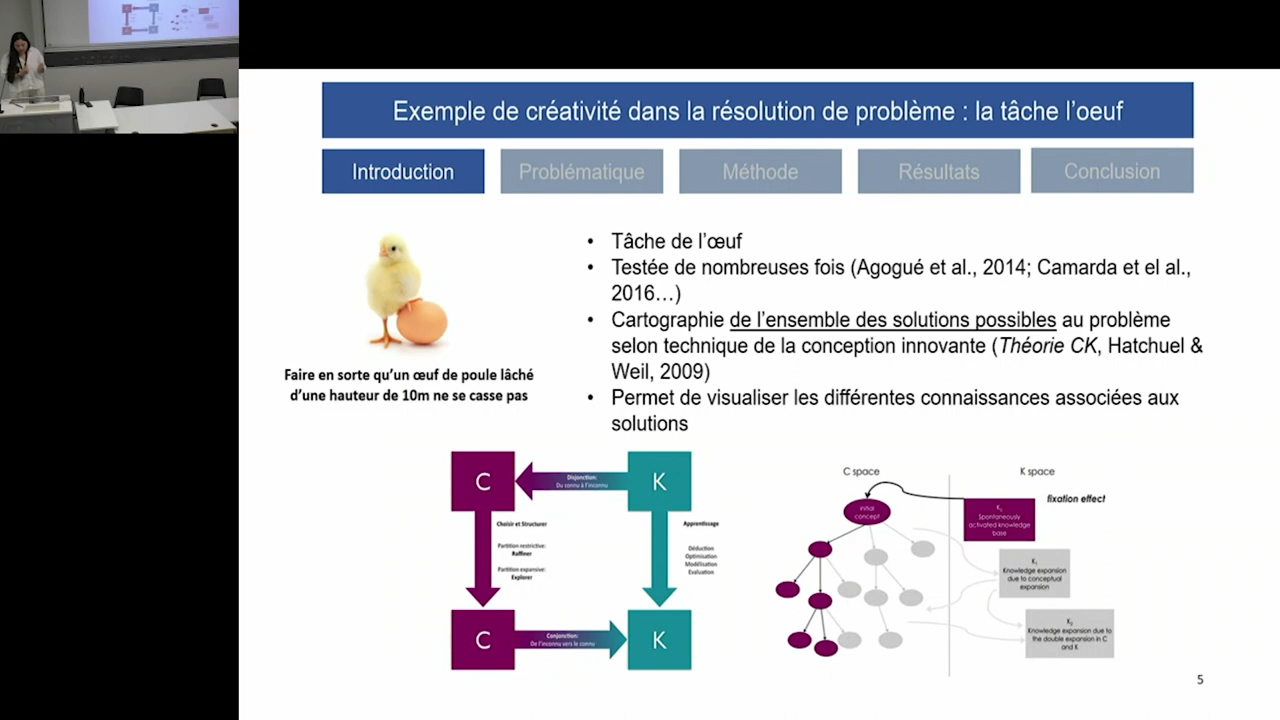 Exemple de créativité dans la résolution de problème : la tâche l'oeuf
Introduction
Problématique
Méthode
Résultats
Conclusion
• Tâche de l'œuf
• Testée de nombreuses fois (Agogué et al., 2014; Camarda et el al.,
2016…)
• Cartographie de l'ensemble des solutions possibles au problème
selon technique de la conception innovante (Théorie CK, Hatchuel &
Weil, 2009)
• Permet de visualiser les différentes connaissances associées aux
solutions
Faire en sorte qu'un œuf de poule lâché
d'une hauteur de 10m ne se casse pas
C
Disjonction:
Du connu à l'inconnu
K
Choisir et Structurer
Partition restrictive:
Raffiner
Partition expansive:
Explorer
Apprentissage
Déduction
Optimisation
Modélisation
Evaluation
C
Conjonction:
De l'inconnu vers le connu
K
C space
K space
fixation effect
initial
concept
Spontaneously
activated knowledge
base
K1
Knowledge expansion
due to conceptual
expansion
K2
Knowledge expansion due to
the double expansion in C
and K
5